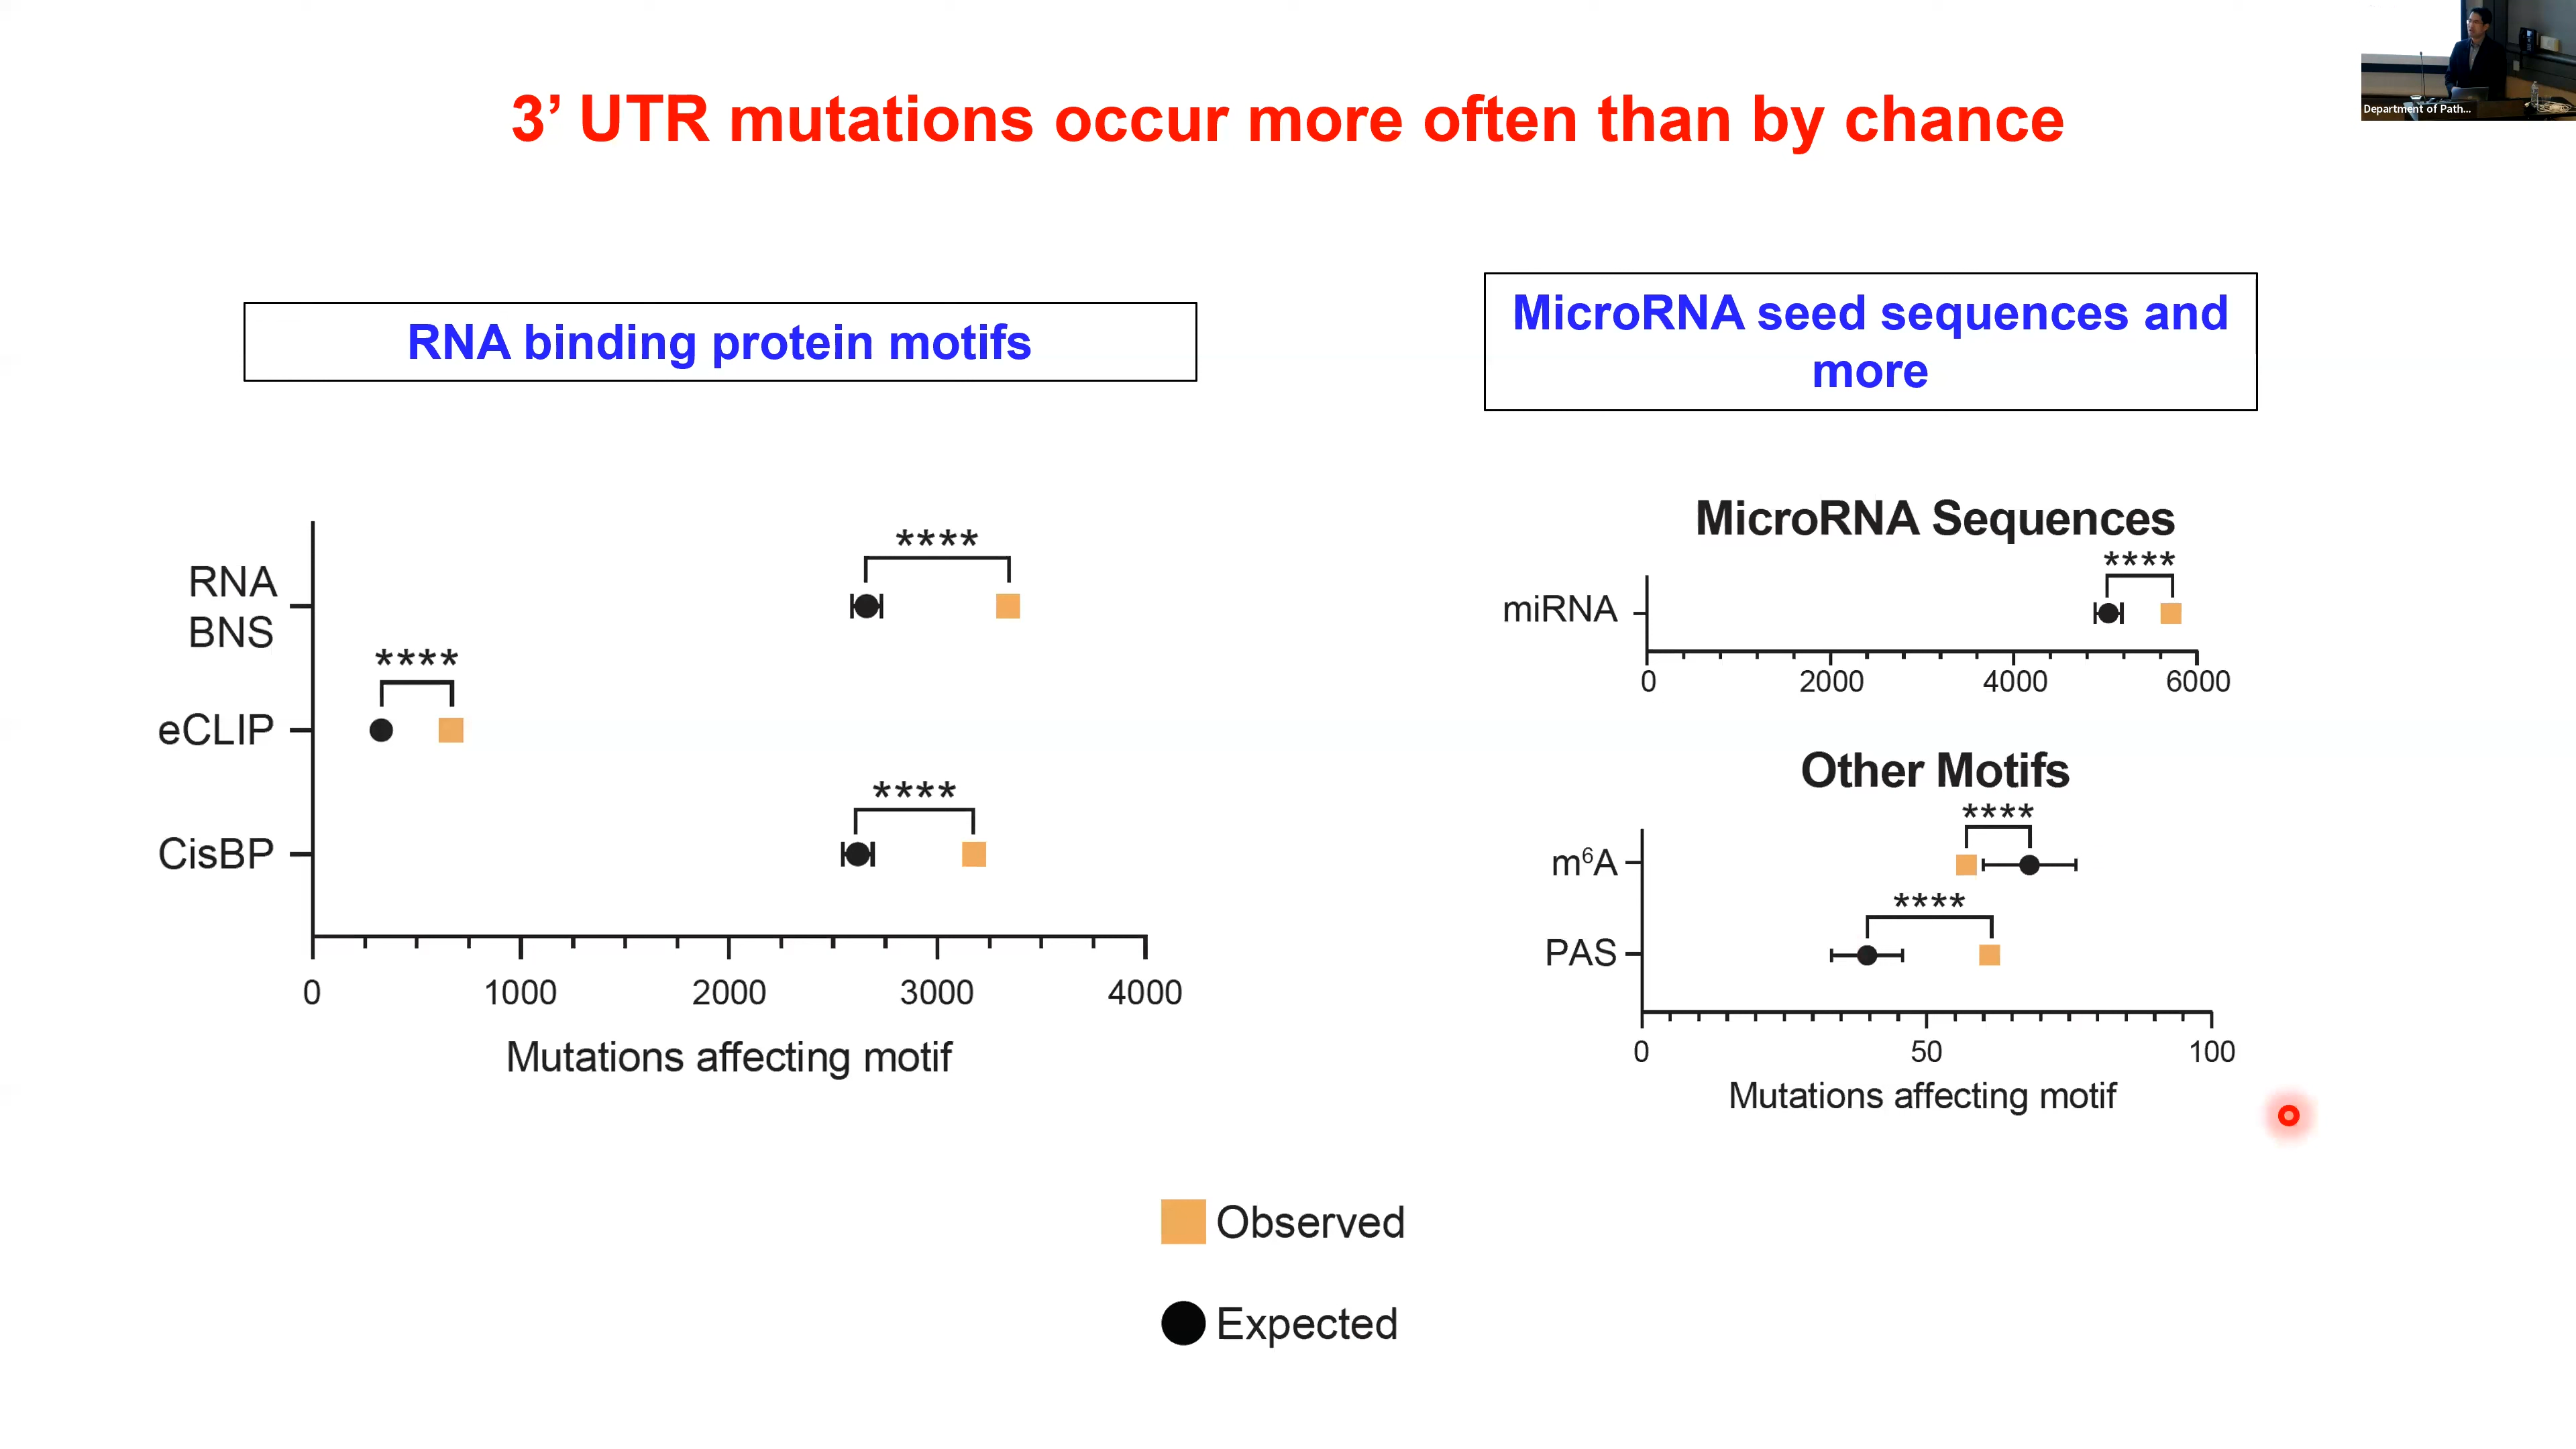 3’ UTR mutations occur more often than by chance
Department of Path...
RNA binding protein motifs
MicroRNA seed sequences and
more
****
RNA
BNS
****
eCLIP
****
CisBP
0 1000 2000 3000 4000
Mutations affecting motif
MicroRNA Sequences
****
miRNA
0 2000 4000 6000
Other Motifs
****
m⁶A
****
PAS
0 50 100
Mutations affecting motif
Observed
Expected